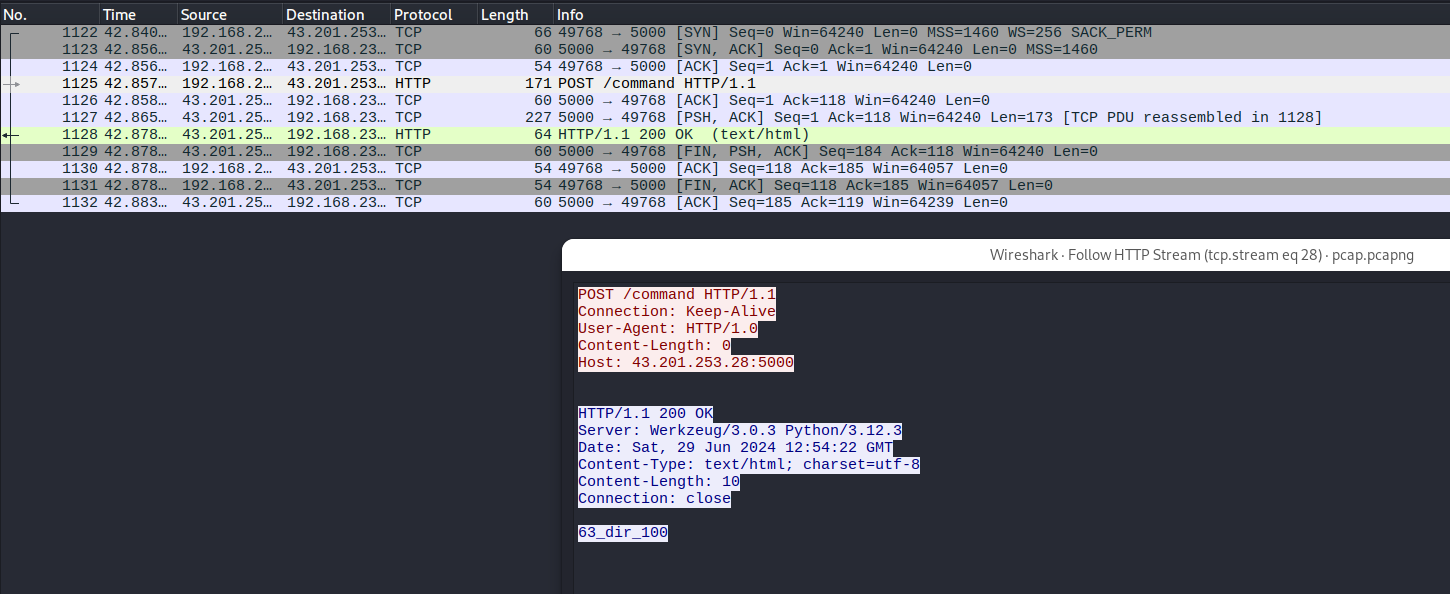 No. Time Source Destination Protocol Length Info
1122 42.840… 192.168.2… 43.201.253… TCP 66 49768 → 5000 [SYN] Seq=0 Win=64240 Len=0 MSS=1460 WS=256 SACK_PERM
1123 42.856… 43.201.25… 192.168.23… TCP 60 5000 → 49768 [SYN, ACK] Seq=0 Ack=1 Win=64240 Len=0 MSS=1460
1124 42.856… 192.168.2… 43.201.253… TCP 54 49768 → 5000 [ACK] Seq=1 Ack=1 Win=64240 Len=0
1125 42.857… 192.168.2… 43.201.253… HTTP 171 POST /command HTTP/1.1
1126 42.858… 43.201.25… 192.168.23… TCP 60 5000 → 49768 [ACK] Seq=1 Ack=118 Win=64240 Len=0
1127 42.865… 43.201.25… 192.168.23… TCP 227 5000 → 49768 [PSH, ACK] Seq=1 Ack=118 Win=64240 Len=173 [TCP PDU reassembled in 1128]
1128 42.878… 43.201.25… 192.168.23… HTTP 64 HTTP/1.1 200 OK  (text/html)
1129 42.878… 43.201.25… 192.168.23… TCP 60 5000 → 49768 [FIN, PSH, ACK] Seq=184 Ack=118 Win=64240 Len=0
1130 42.878… 192.168.2… 43.201.253… TCP 54 49768 → 5000 [ACK] Seq=118 Ack=185 Win=64057 Len=0
1131 42.878… 192.168.2… 43.201.253… TCP 54 49768 → 5000 [FIN, ACK] Seq=118 Ack=185 Win=64057 Len=0
1132 42.883… 43.201.25… 192.168.23… TCP 60 5000 → 49768 [ACK] Seq=185 Ack=119 Win=64239 Len=0
Wireshark · Follow HTTP Stream (tcp.stream eq 28) · pcap.pcapng
POST /command HTTP/1.1
Connection: Keep-Alive
User-Agent: HTTP/1.0
Content-Length: 0
Host: 43.201.253.28:5000
HTTP/1.1 200 OK
Server: Werkzeug/3.0.3 Python/3.12.3
Date: Sat, 29 Jun 2024 12:54:22 GMT
Content-Type: text/html; charset=utf-8
Content-Length: 10
Connection: close
63_dir_100